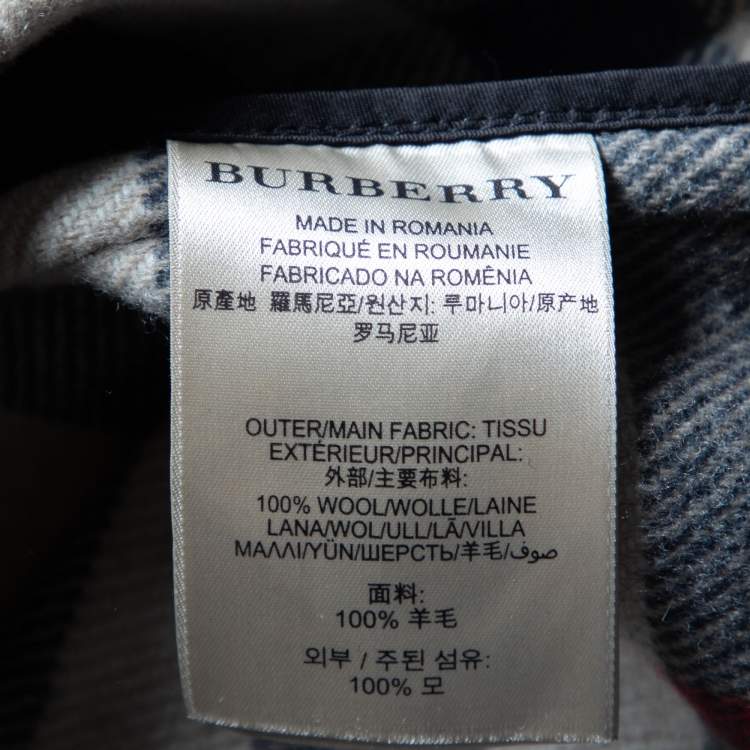 BURBERRY
MADE IN ROMANIA
FABRIQUÉ EN ROUMANIE
FABRICADO NA ROMÊNIA
原產地 羅馬尼亞/원산지: 루마니아/原产地
罗马尼亚
OUTER/MAIN FABRIC: TISSU
EXTÉRIEUR/PRINCIPAL:
外部/主要布料:
100% WOOL/WOLLE/LAINE
LANA/WOL/ULL/LÃ/VILLA
ΜΑΛΛΙ/YÜN/ШЕРСТЬ/羊毛/صوف
面料:
100% 羊毛
외부 / 주된 섬유:
100% 모